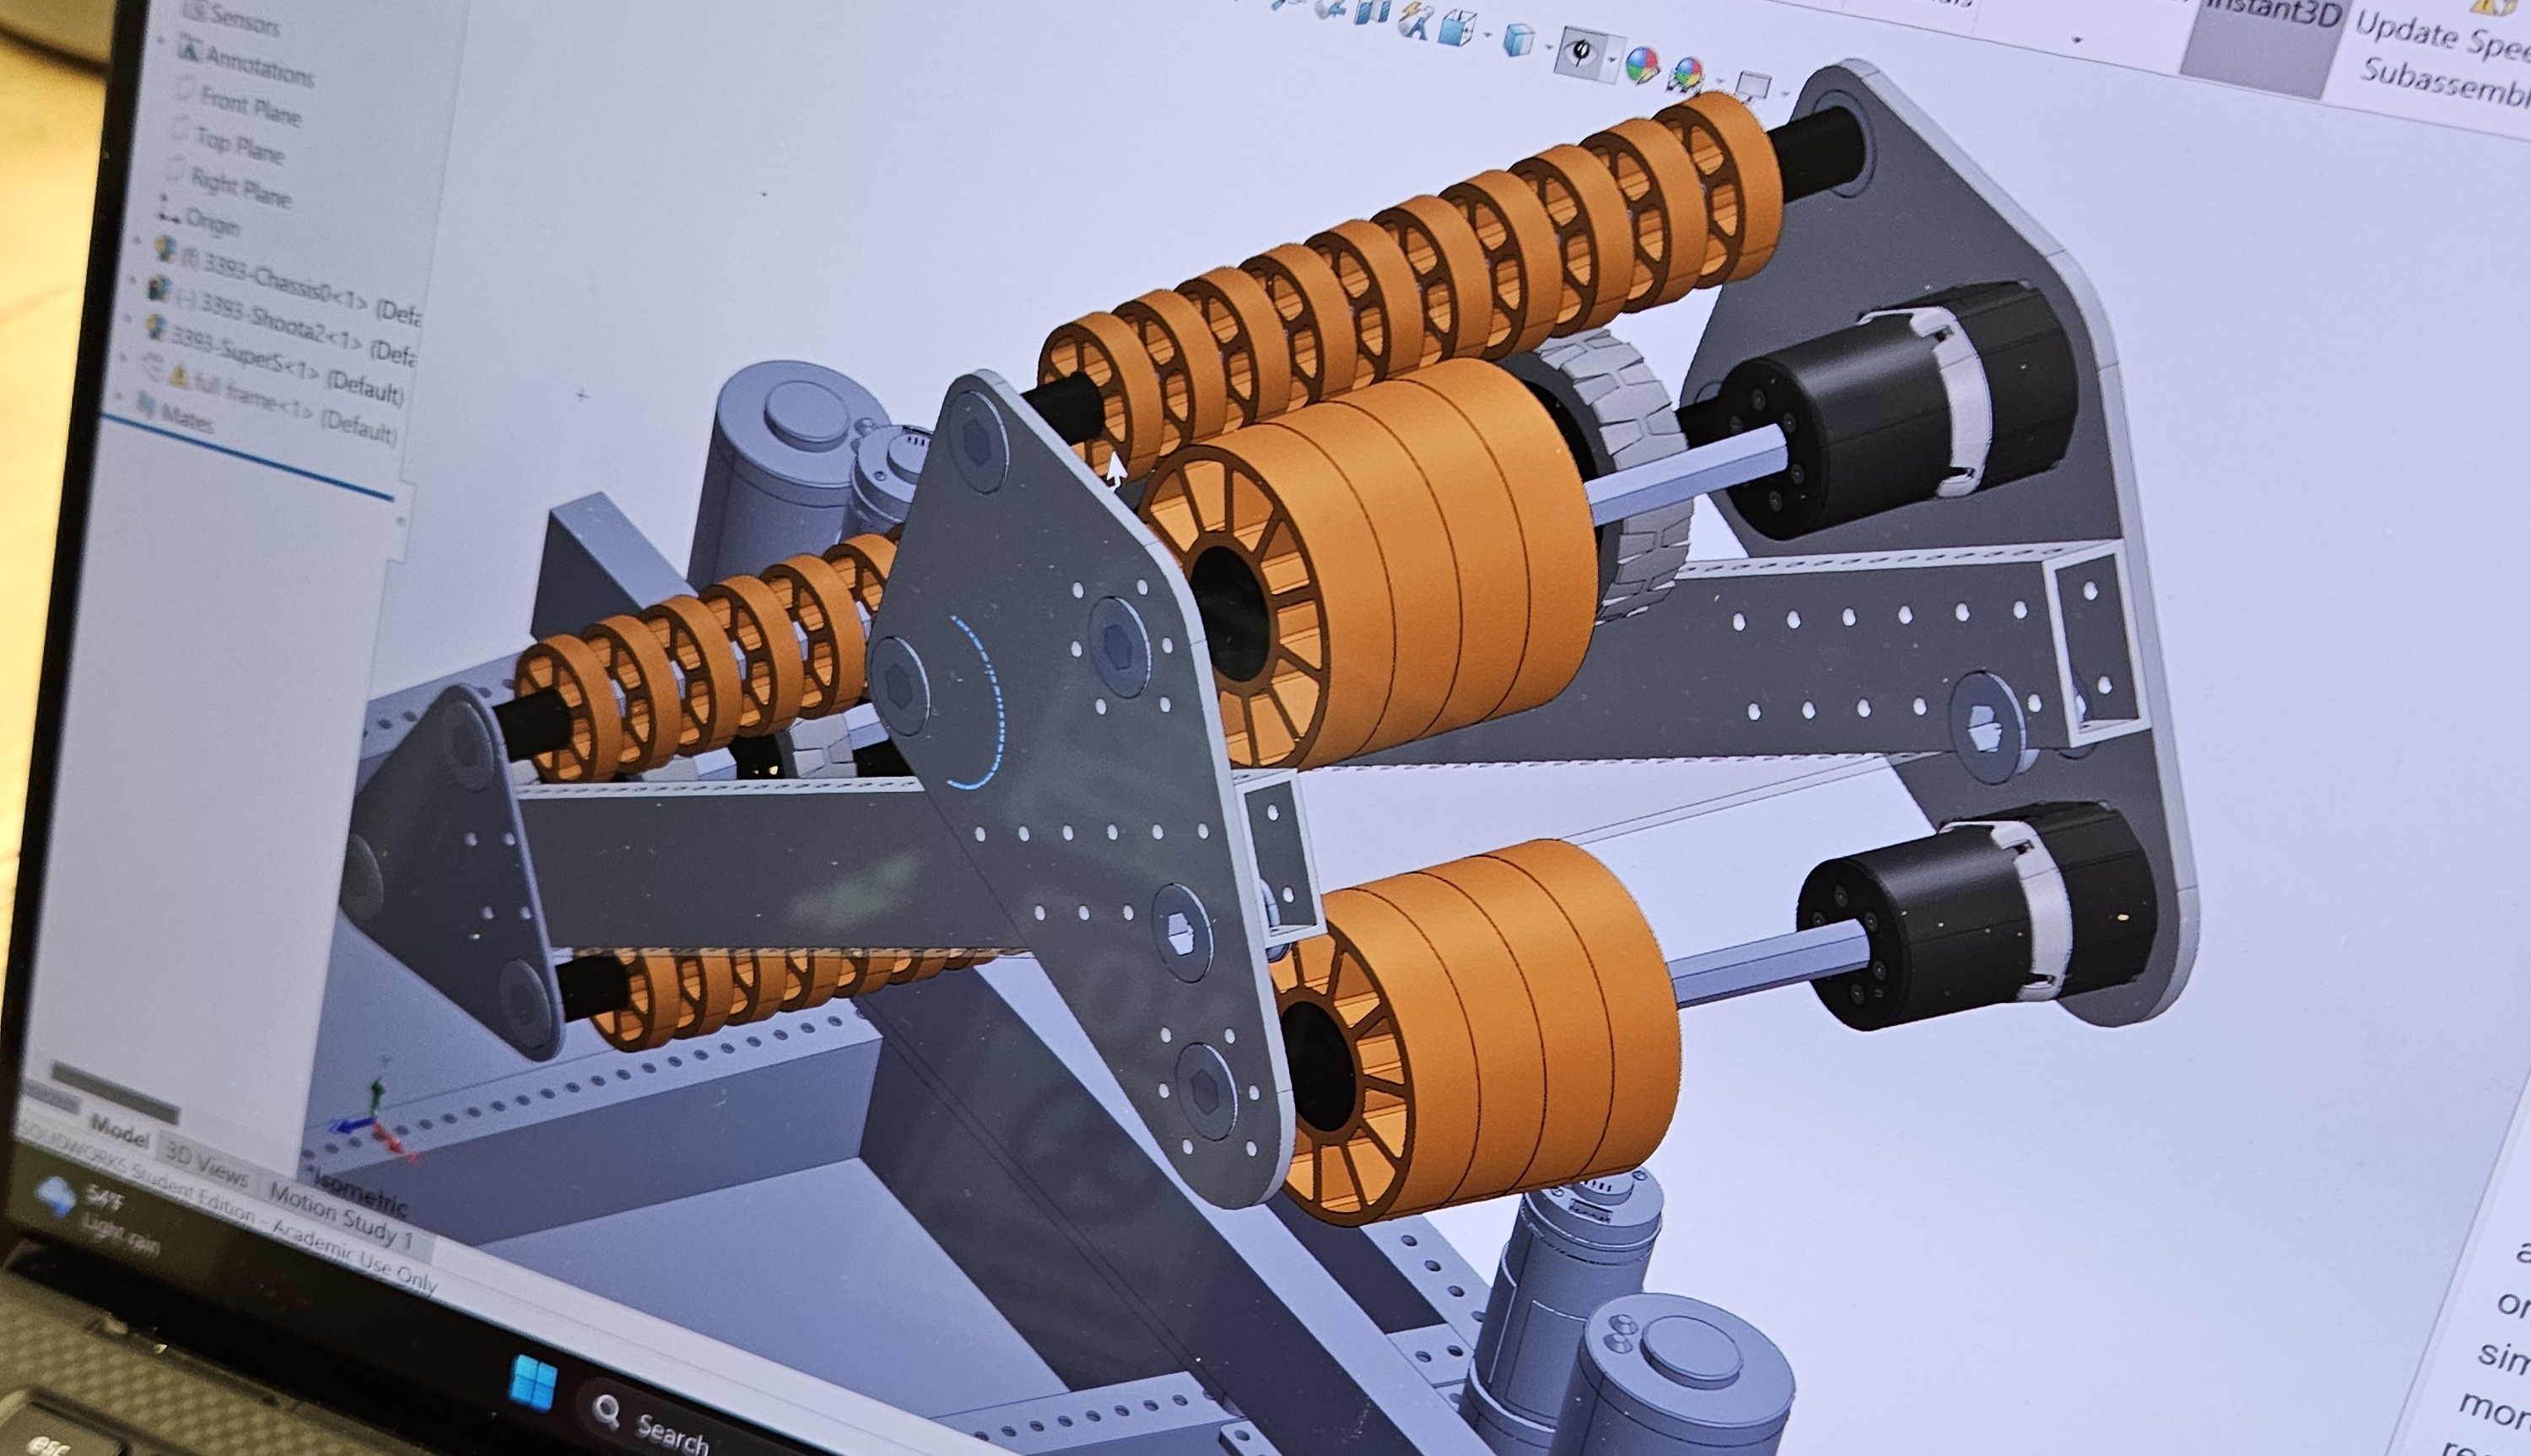 Sensors
Annotations
Front Plane
Top Plane
Right Plane
Origin
(f) 3393-Chassis0<1> (Defa
(-) 3393-Shoota2<1> (Defa
3393-SuperS<1> (Default)
full frame<1> (Default)
Mates
Instant3D
Update Spee
Subassembl
*Isometric
Model
3D Views
Motion Study 1
SOLIDWORKS Student Edition - Academic Use Only
54°F
Light rain
Search
esc
a
or
sim
mor